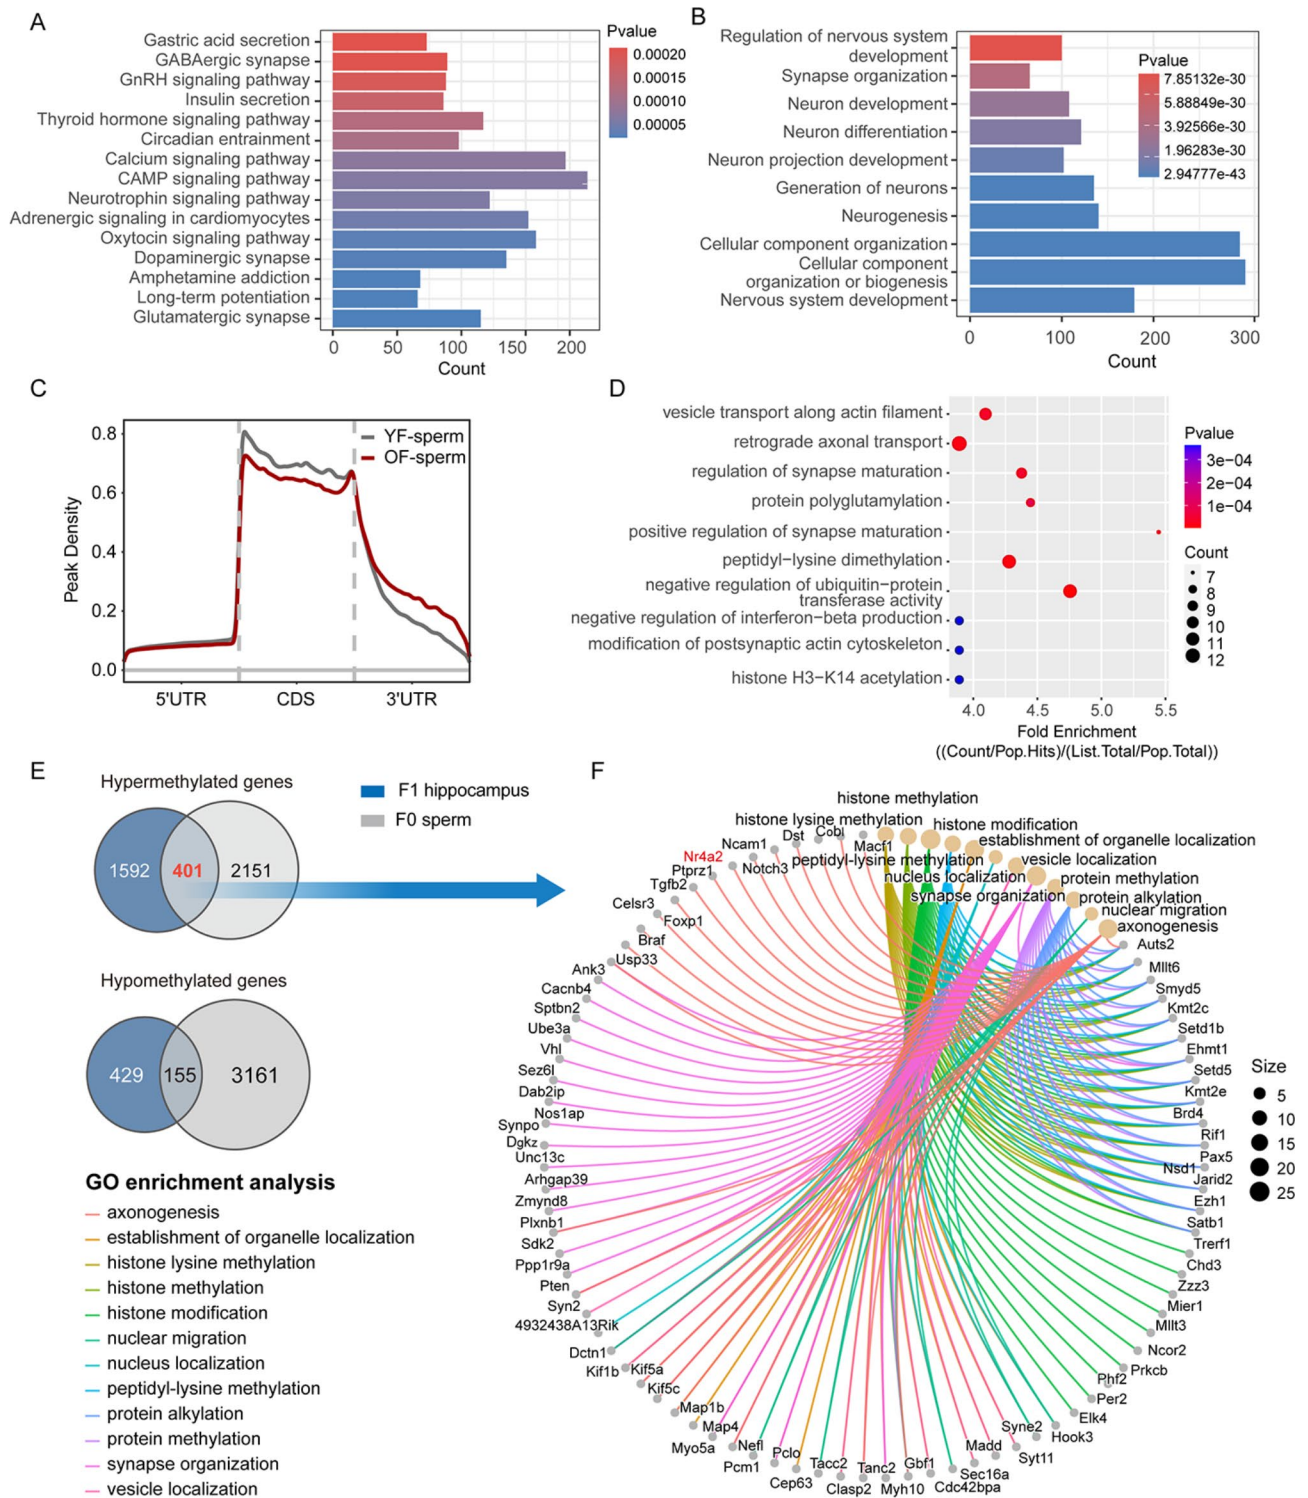 A
Gastric acid secretion
GABAergic synapse
GnRH signaling pathway
Insulin secretion
Thyroid hormone signaling pathway
Circadian entrainment
Calcium signaling pathway
CAMP signaling pathway
Neurotrophin signaling pathway
Adrenergic signaling in cardiomyocytes
Oxytocin signaling pathway
Dopaminergic synapse
Amphetamine addiction
Long-term potentiation
Glutamatergic synapse
0 50 100 150 200
Count
Pvalue
0.00020
0.00015
0.00010
0.00005
B
Regulation of nervous system
development
Synapse organization
Neuron development
Neuron differentiation
Neuron projection development
Generation of neurons
Neurogenesis
Cellular component organization
Cellular component
organization or biogenesis
Nervous system development
0 100 200 300
Count
Pvalue
7.85132e-30
5.88849e-30
3.92566e-30
1.96283e-30
2.94777e-43
C
Peak Density
0.8
0.6
0.4
0.2
0.0
YF-sperm
OF-sperm
5'UTR CDS 3'UTR
D
vesicle transport along actin filament
retrograde axonal transport
regulation of synapse maturation
protein polyglutamylation
positive regulation of synapse maturation
peptidyl−lysine dimethylation
negative regulation of ubiquitin−protein
transferase activity
negative regulation of interferon−beta production
modification of postsynaptic actin cytoskeleton
histone H3−K14 acetylation
4.0 4.5 5.0 5.5
Fold Enrichment
((Count/Pop.Hits)/(List.Total/Pop.Total))
Pvalue
3e−04
2e−04
1e−04
Count
7
8
9
10
11
12
E
Hypermethylated genes
1592 401 2151
F1 hippocampus
F0 sperm
Hypomethylated genes
429 155 3161
GO enrichment analysis
axonogenesis
establishment of organelle localization
histone lysine methylation
histone methylation
histone modification
nuclear migration
nucleus localization
peptidyl-lysine methylation
protein alkylation
protein methylation
synapse organization
vesicle localization
F
histone methylation
histone lysine methylation
histone modification
establishment of organelle localization
peptidyl-lysine methylation
vesicle localization
nucleus localization
protein methylation
synapse organization
protein alkylation
nuclear migration
axonogenesis
Auts2
Mllt6
Smyd5
Kmt2c
Setd1b
Ehmt1
Setd5
Kmt2e
Brd4
Rif1
Pax5
Nsd1
Jarid2
Ezh1
Satb1
Trerf1
Chd3
Zzz3
Mier1
Mllt3
Ncor2
Prkcb
Phf2
Per2
Elk4
Hook3
Syne2
Syt11
Madd
Sec16a
Cdc42bpa
Gbf1
Myh10
Tanc2
Clasp2
Tacc2
Cep63
Pclo
Pcm1
Nefl
Myo5a
Map4
Map1b
Kif5c
Kif5a
Kif1b
Dctn1
4932438A13Rik
Syn2
Pten
Ppp1r9a
Sdk2
Plxnb1
Zmynd8
Arhgap39
Unc13c
Dgkz
Synpo
Nos1ap
Dab2ip
Sez6l
Vhl
Ube3a
Sptbn2
Cacnb4
Ank3
Usp33
Braf
Foxp1
Celsr3
Tgfb2
Ptprz1
Nr4a2
Notch3
Ncam1
Dst
Cobl
Macf1
Size
5
10
15
20
25